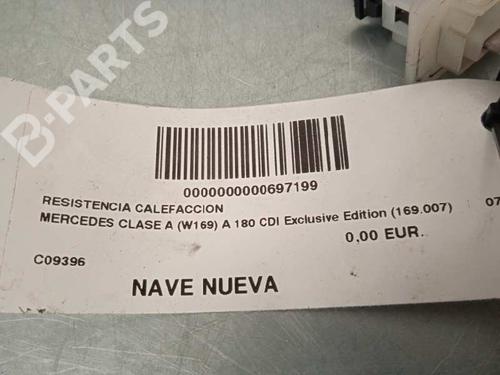 B-PARTS
0000000000697199
RESISTENCIA CALEFACCION
MERCEDES CLASE A (W169) A 180 CDI Exclusive Edition (169.007)
07
0,00 EUR.
C09396
NAVE NUEVA